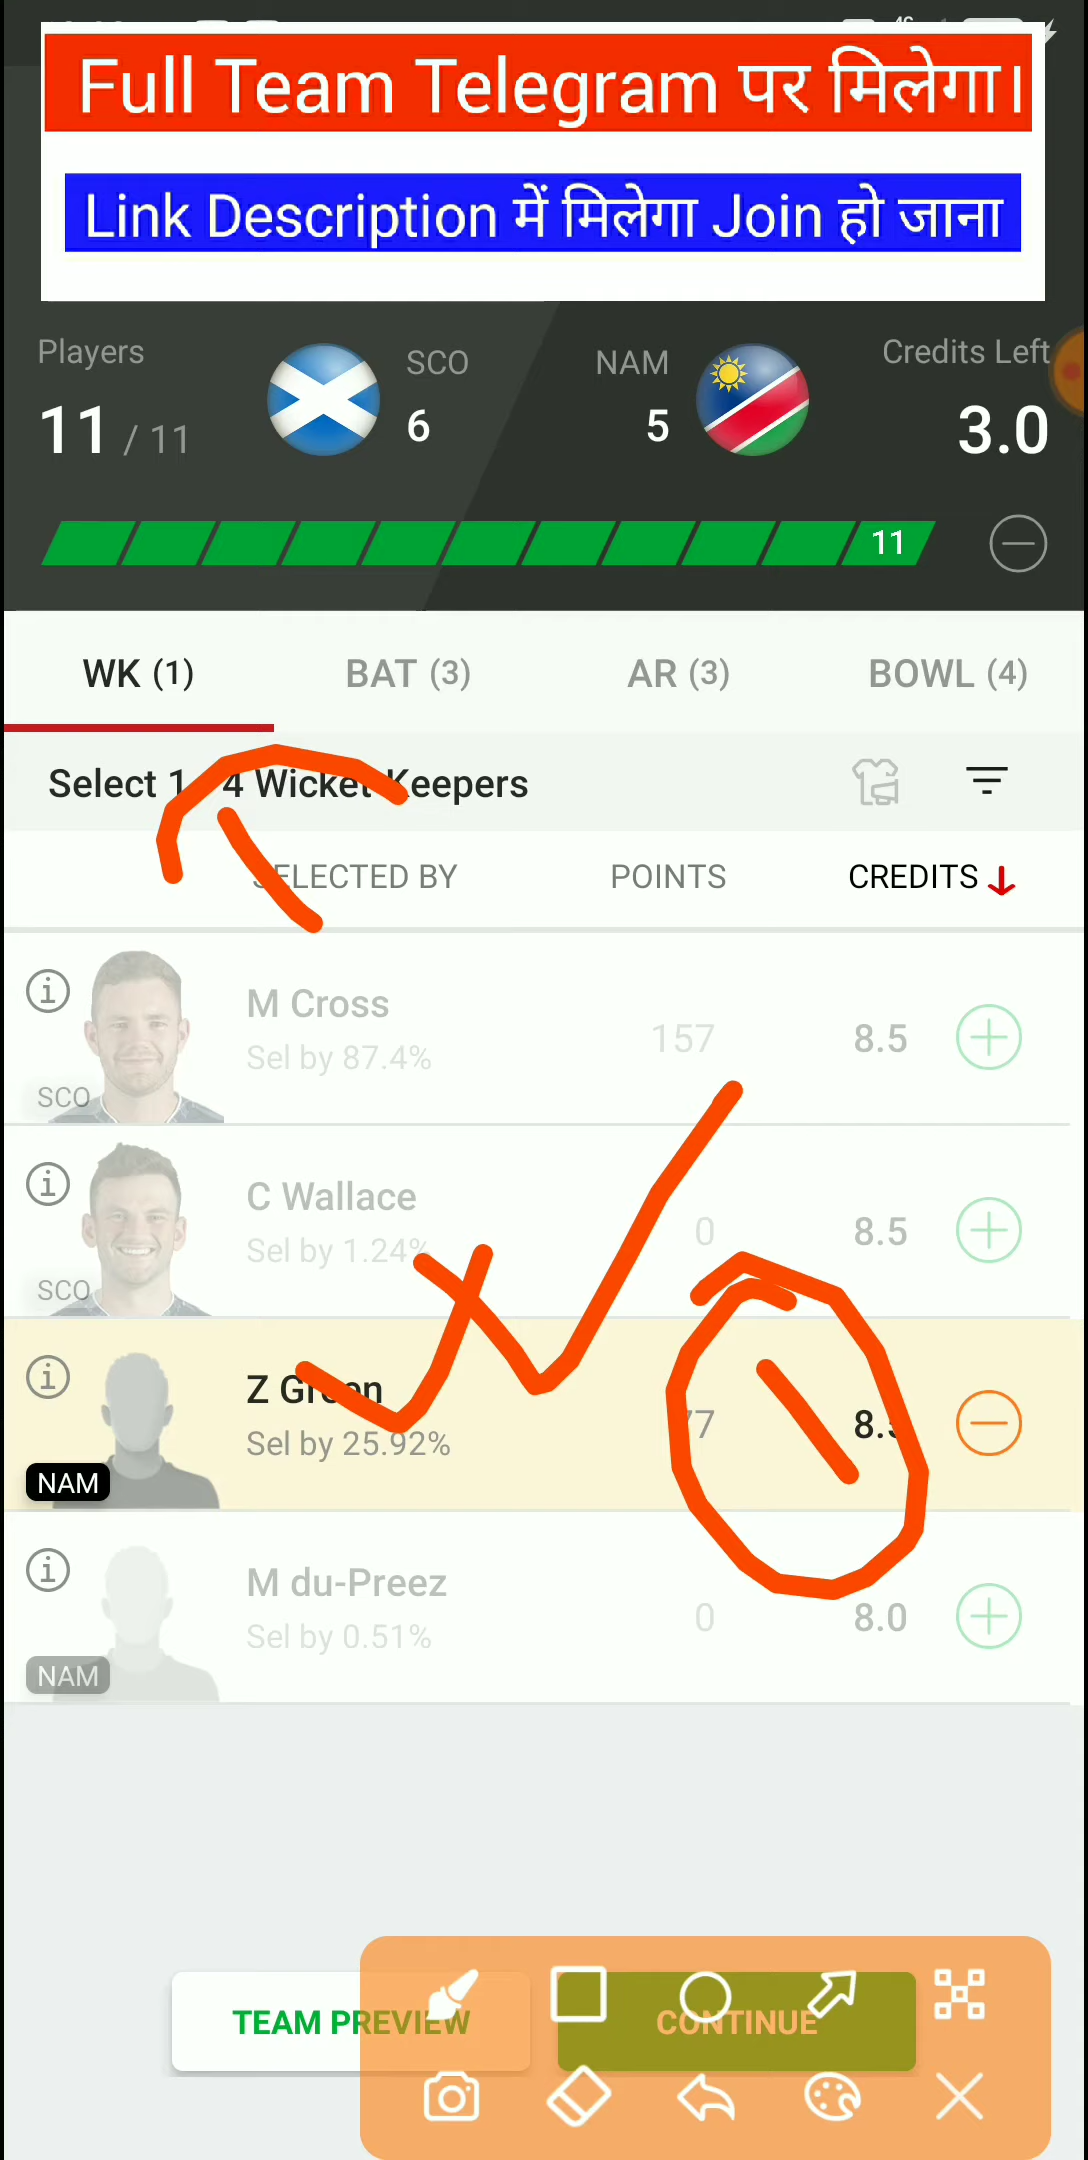 Full Team Telegram पर मिलेगा।
Link Description में मिलेगा Join हो जाना
Players
SCO
NAM
Credits Left
11 / 11
6
5
3.0
11
WK (1)
BAT (3)
AR (3)
BOWL (4)
Select 1 4 Wicket Keepers
SELECTED BY
POINTS
CREDITS
M Cross
Sel by 87.4%
157
8.5
SCO
C Wallace
Sel by 1.24%
0
8.5
SCO
Z Green
Sel by 25.92%
NAM
M du-Preez
Sel by 0.51%
0
8.0
NAM
TEAM PREVIEW
CONTINUE